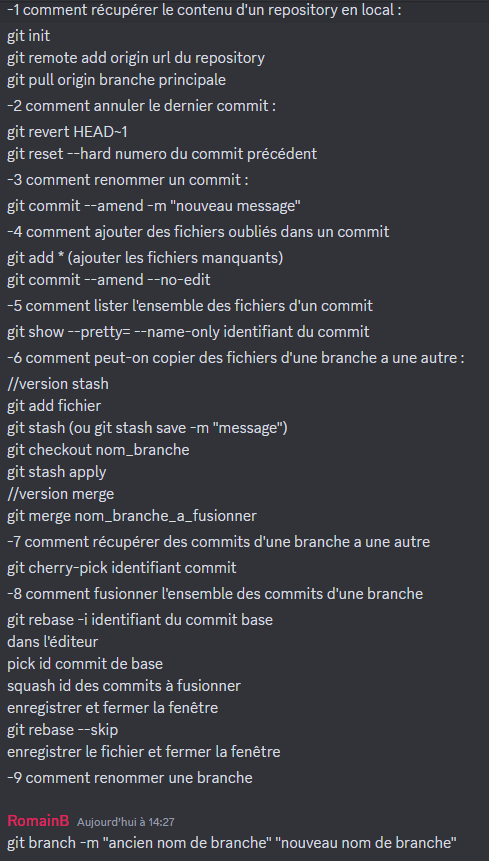 -1 comment récupérer le contenu d'un repository en local :
git init
git remote add origin url du repository
git pull origin branche principale
-2 comment annuler le dernier commit :
git revert HEAD~1
git reset --hard numero du commit précédent
-3 comment renommer un commit :
git commit --amend -m "nouveau message"
-4 comment ajouter des fichiers oubliés dans un commit
git add * (ajouter les fichiers manquants)
git commit --amend --no-edit
-5 comment lister l'ensemble des fichiers d'un commit
git show --pretty= --name-only identifiant du commit
-6 comment peut-on copier des fichiers d'une branche a une autre :
//version stash
git add fichier
git stash (ou git stash save -m "message")
git checkout nom_branche
git stash apply
//version merge
git merge nom_branche_a_fusionner
-7 comment récupérer des commits d'une branche a une autre
git cherry-pick identifiant commit
-8 comment fusionner l'ensemble des commits d'une branche
git rebase -i identifiant du commit base
dans l'éditeur
pick id commit de base
squash id des commits à fusionner
enregistrer et fermer la fenêtre
git rebase --skip
enregistrer le fichier et fermer la fenêtre
-9 comment renommer une branche
RomainB Aujourd'hui à 14:27
git branch -m "ancien nom de branche" "nouveau nom de branche"